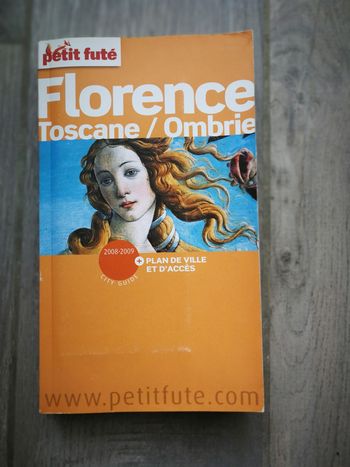 petit futé
Florence
Toscane / Ombrie
2008-2009
CITY GUIDE
+ PLAN DE VILLE
ET D'ACCÈS
www.petitfute.com